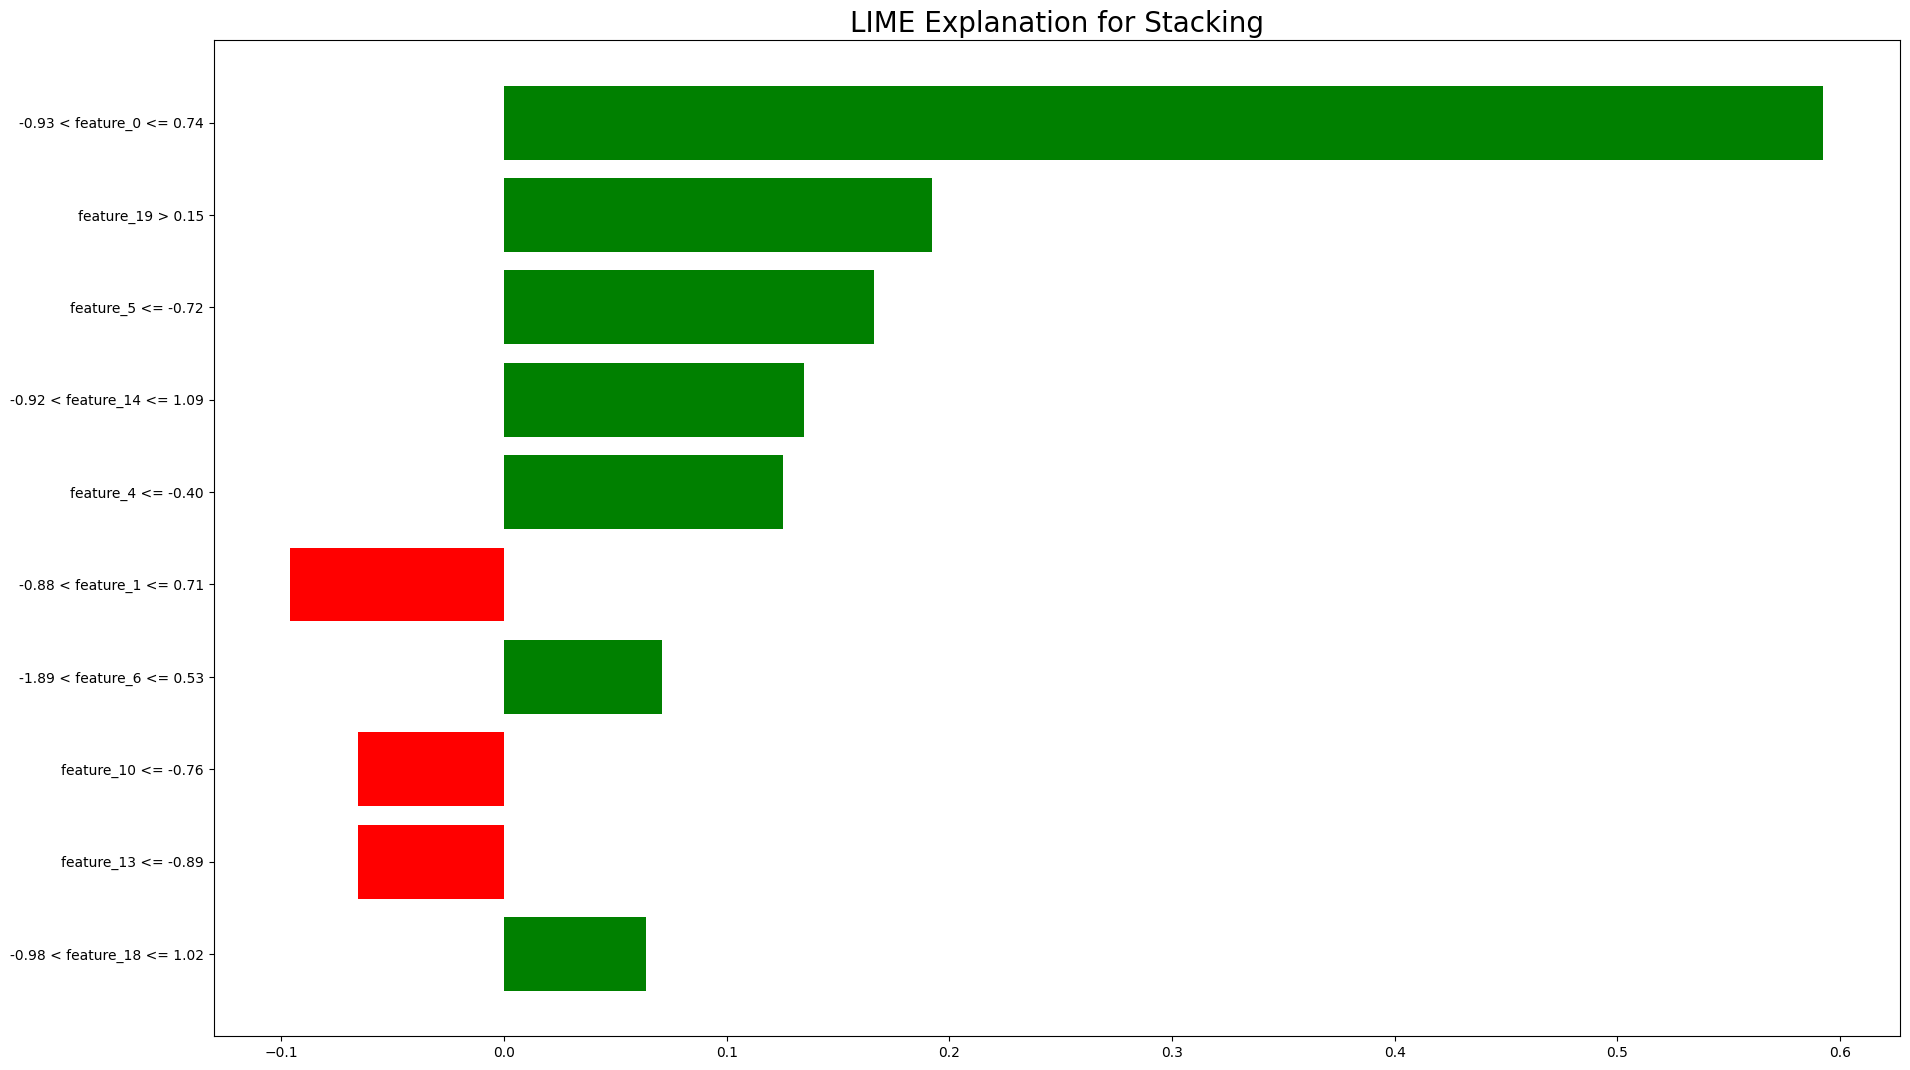 LIME Explanation for Stacking
-0.93 < feature_0 <= 0.74
feature_19 > 0.15
feature_5 <= -0.72
-0.92 < feature_14 <= 1.09
feature_4 <= -0.40
-0.88 < feature_1 <= 0.71
-1.89 < feature_6 <= 0.53
feature_10 <= -0.76
feature_13 <= -0.89
-0.98 < feature_18 <= 1.02
−0.1 0.0 0.1 0.2 0.3 0.4 0.5 0.6